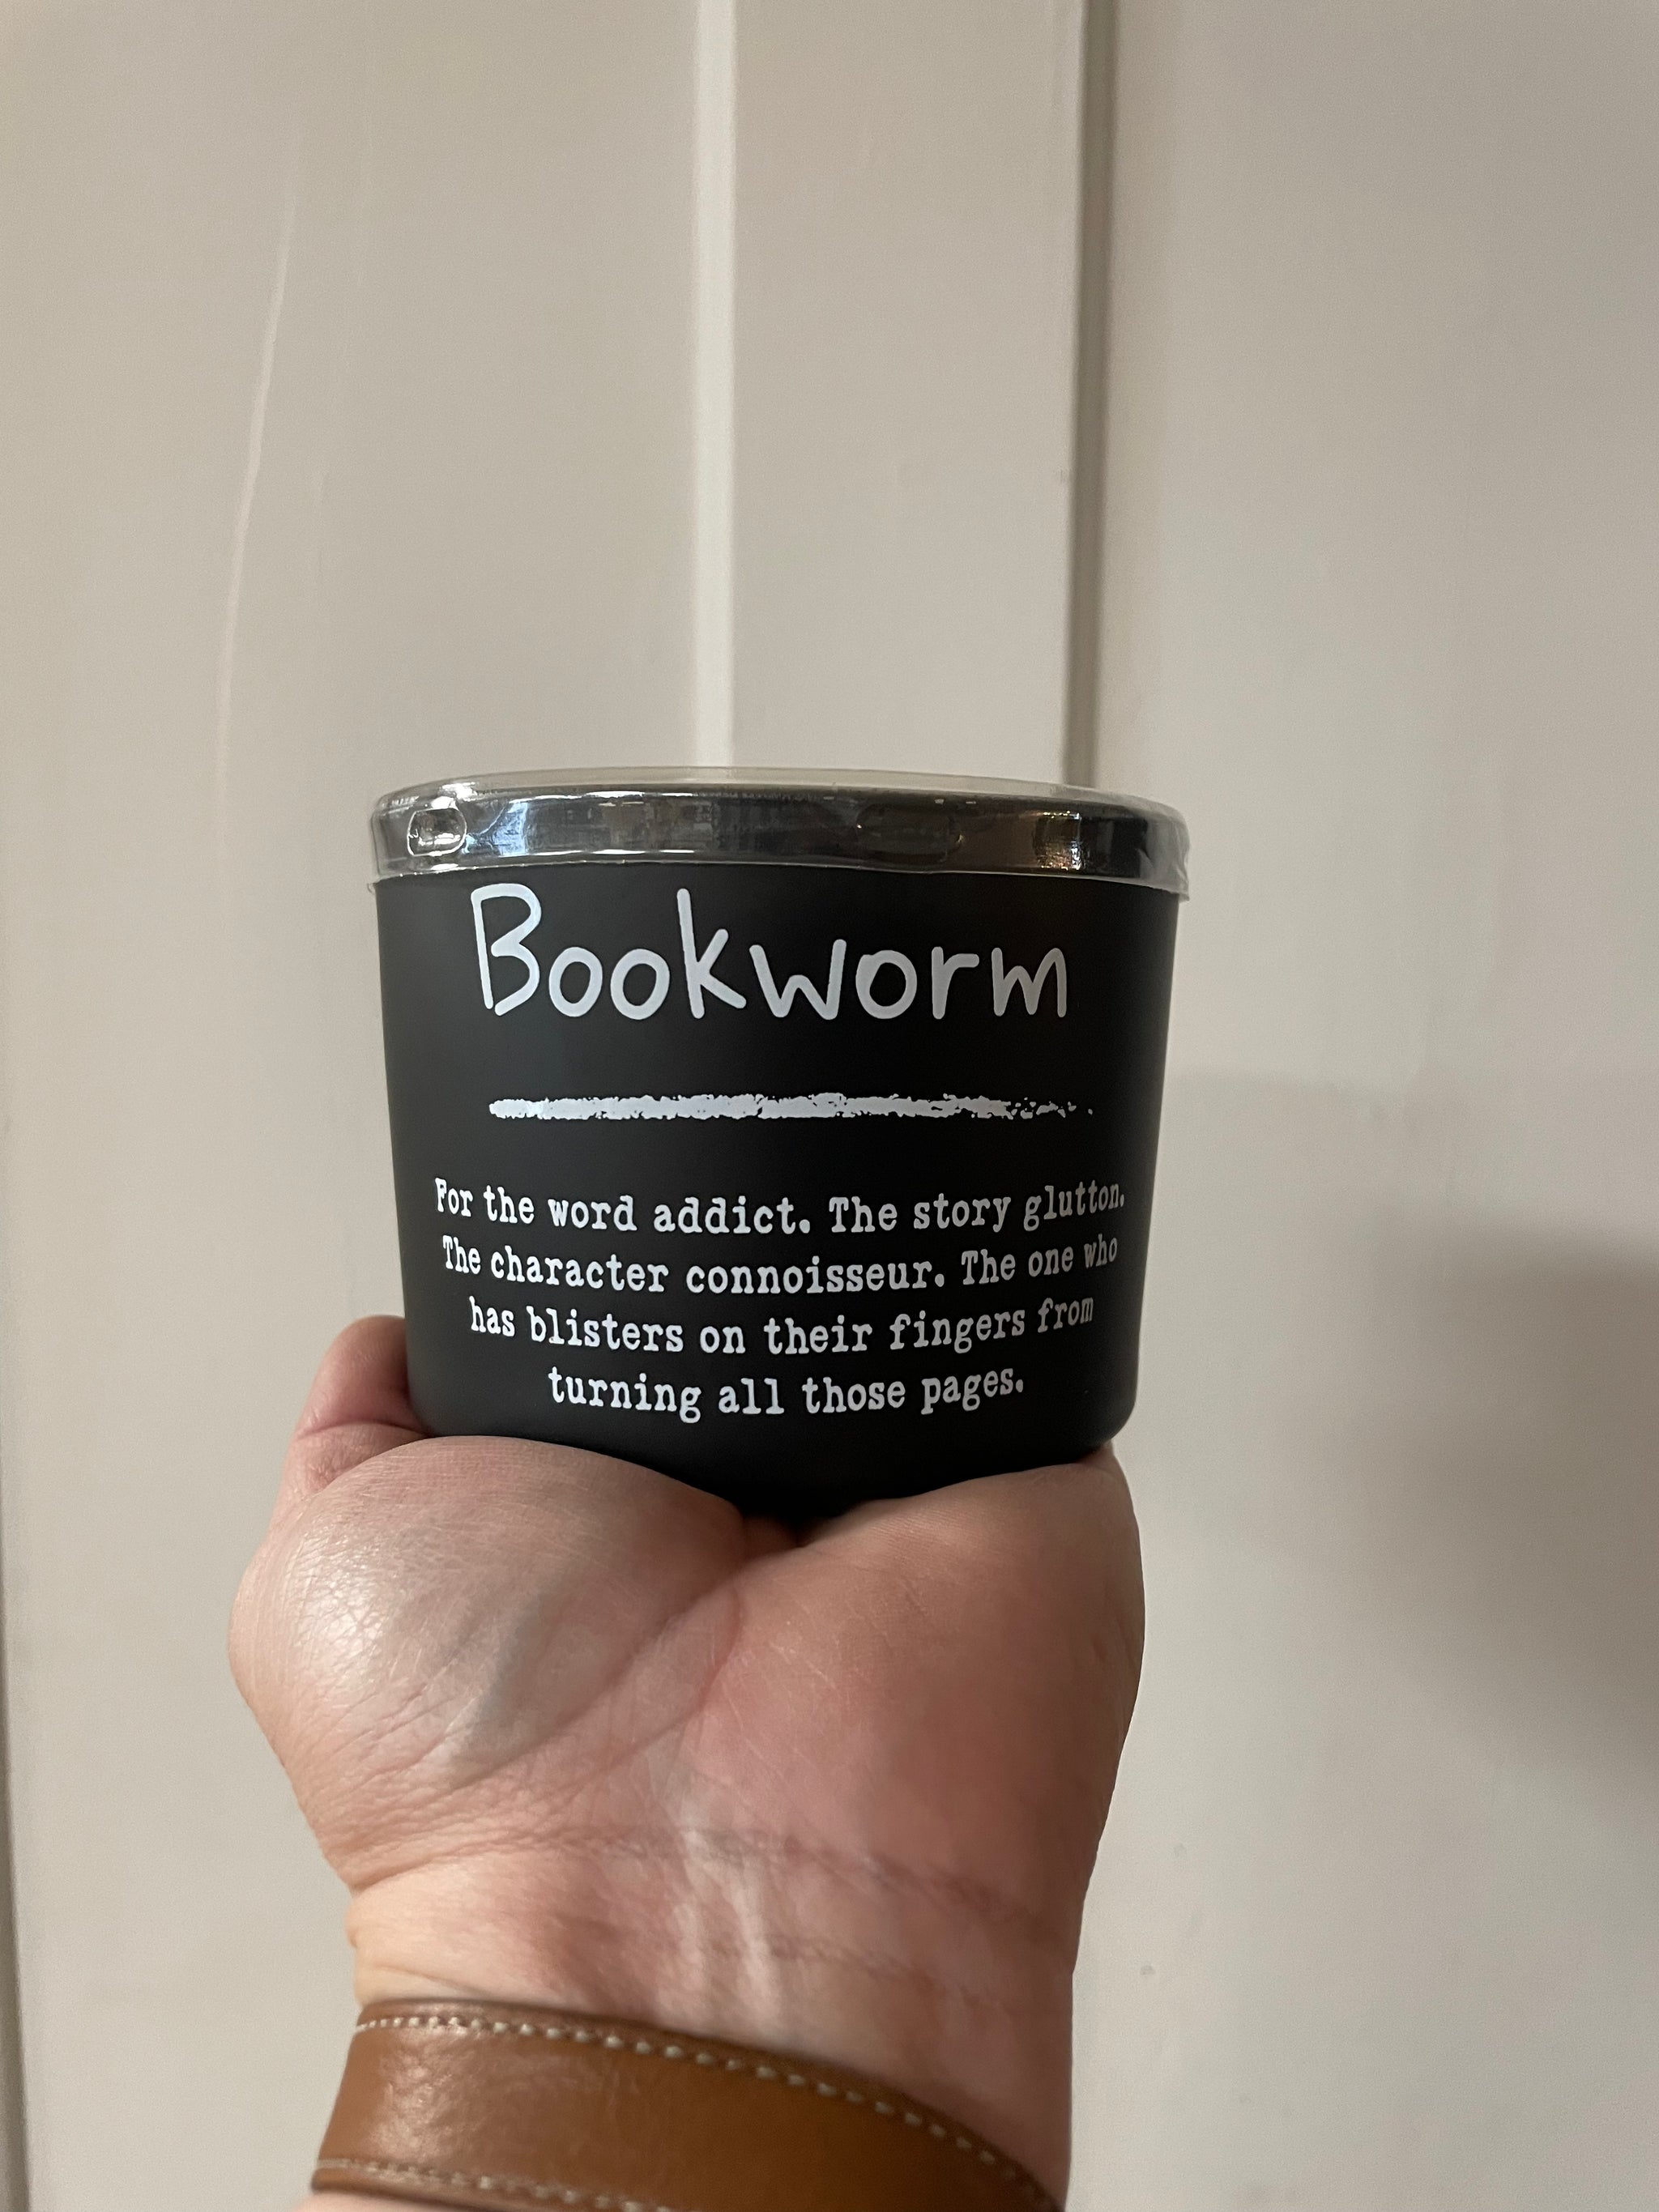 Bookworm
For the word addict. The story glutton.
The character connoisseur. The one who
has blisters on their fingers from
turning all those pages.